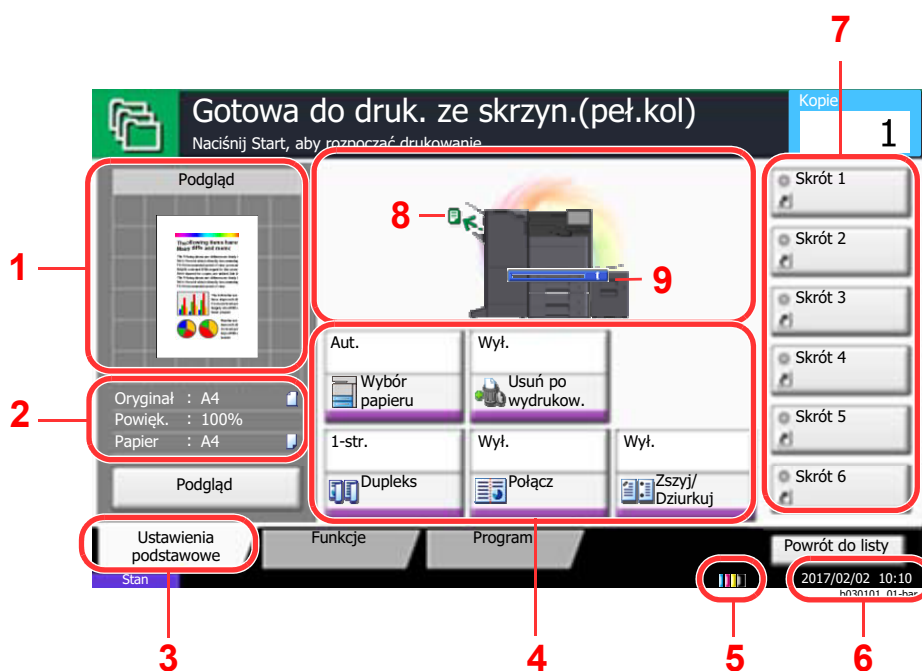 7
Gotowa do druk. ze skrzyn.(peł.kol)
Naciśnij Start, aby rozpocząć drukowanie.
Kopie
1
Podgląd
1
8
9
Skrót 1
Skrót 2
Skrót 3
Skrót 4
Skrót 5
Skrót 6
2
Oryginał : A4
Powięk. : 100%
Papier : A4
Podgląd
Aut.
Wybór
papieru
Wył.
Usuń po
wydrukow.
1-str.
Dupleks
Wył.
Połącz
Wył.
Zszyj/
Dziurkuj
Ustawienia
podstawowe
Funkcje
Program
Powrót do listy
Stan
2017/02/02 10:10
3
4
5
6